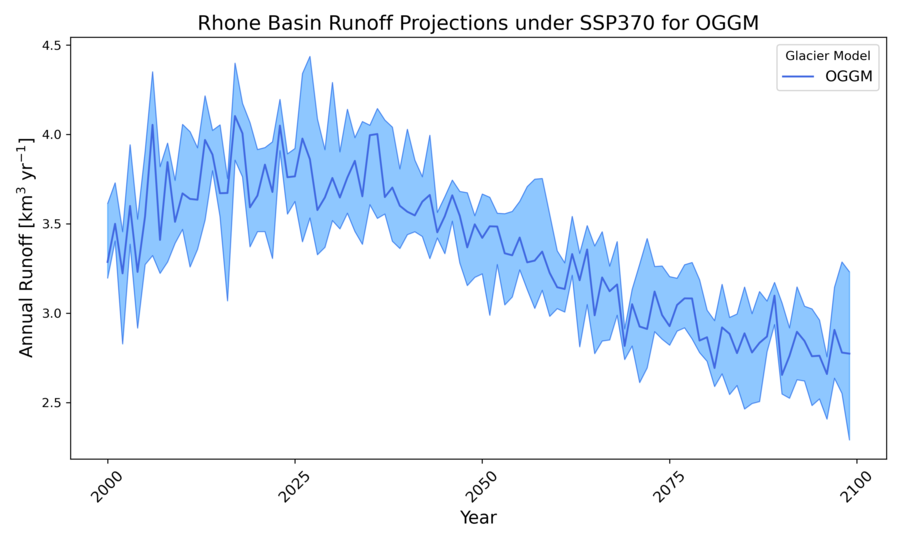 Rhone Basin Runoff Projections under SSP370 for OGGM
Glacier Model
OGGM
Annual Runoff [km³ yr⁻¹]
4.5
4.0
3.5
3.0
2.5
2000
2025
2050
2075
2100
Year